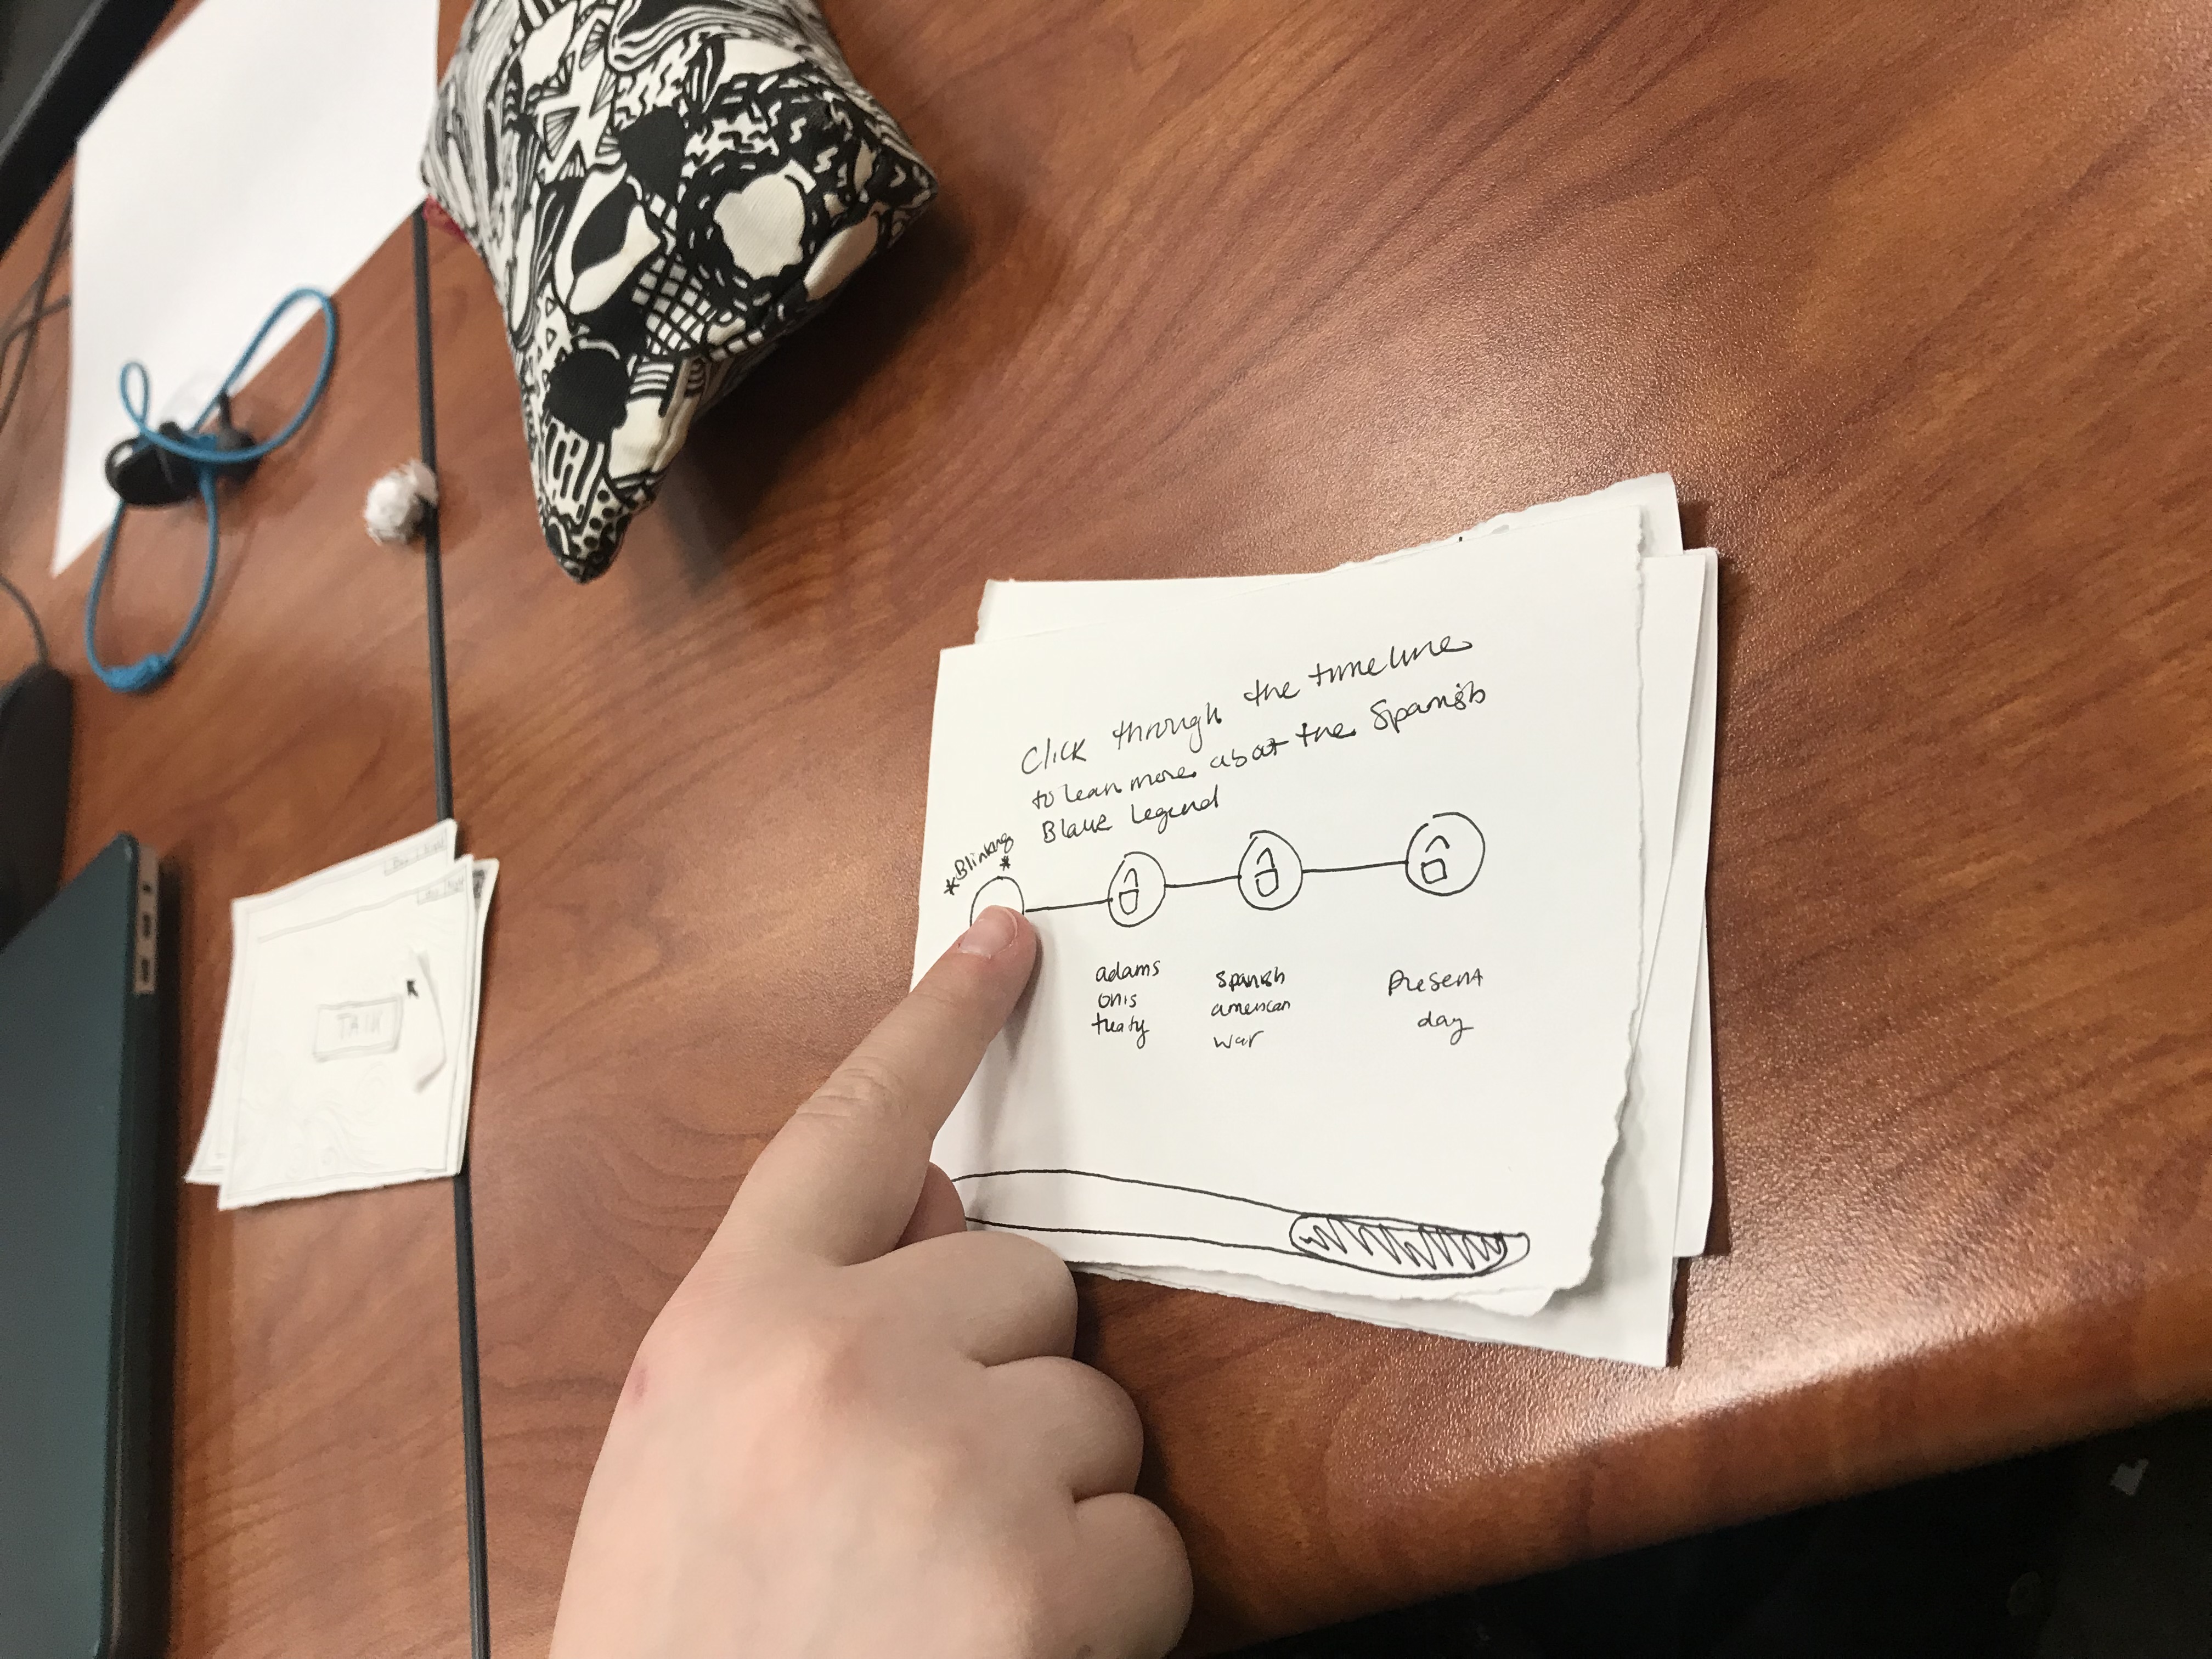 Click through the timeline
to learn more about the Spanish
Blavk Legend
*Blinking*
adams
onis
treaty
spanish
american
war
Present
day